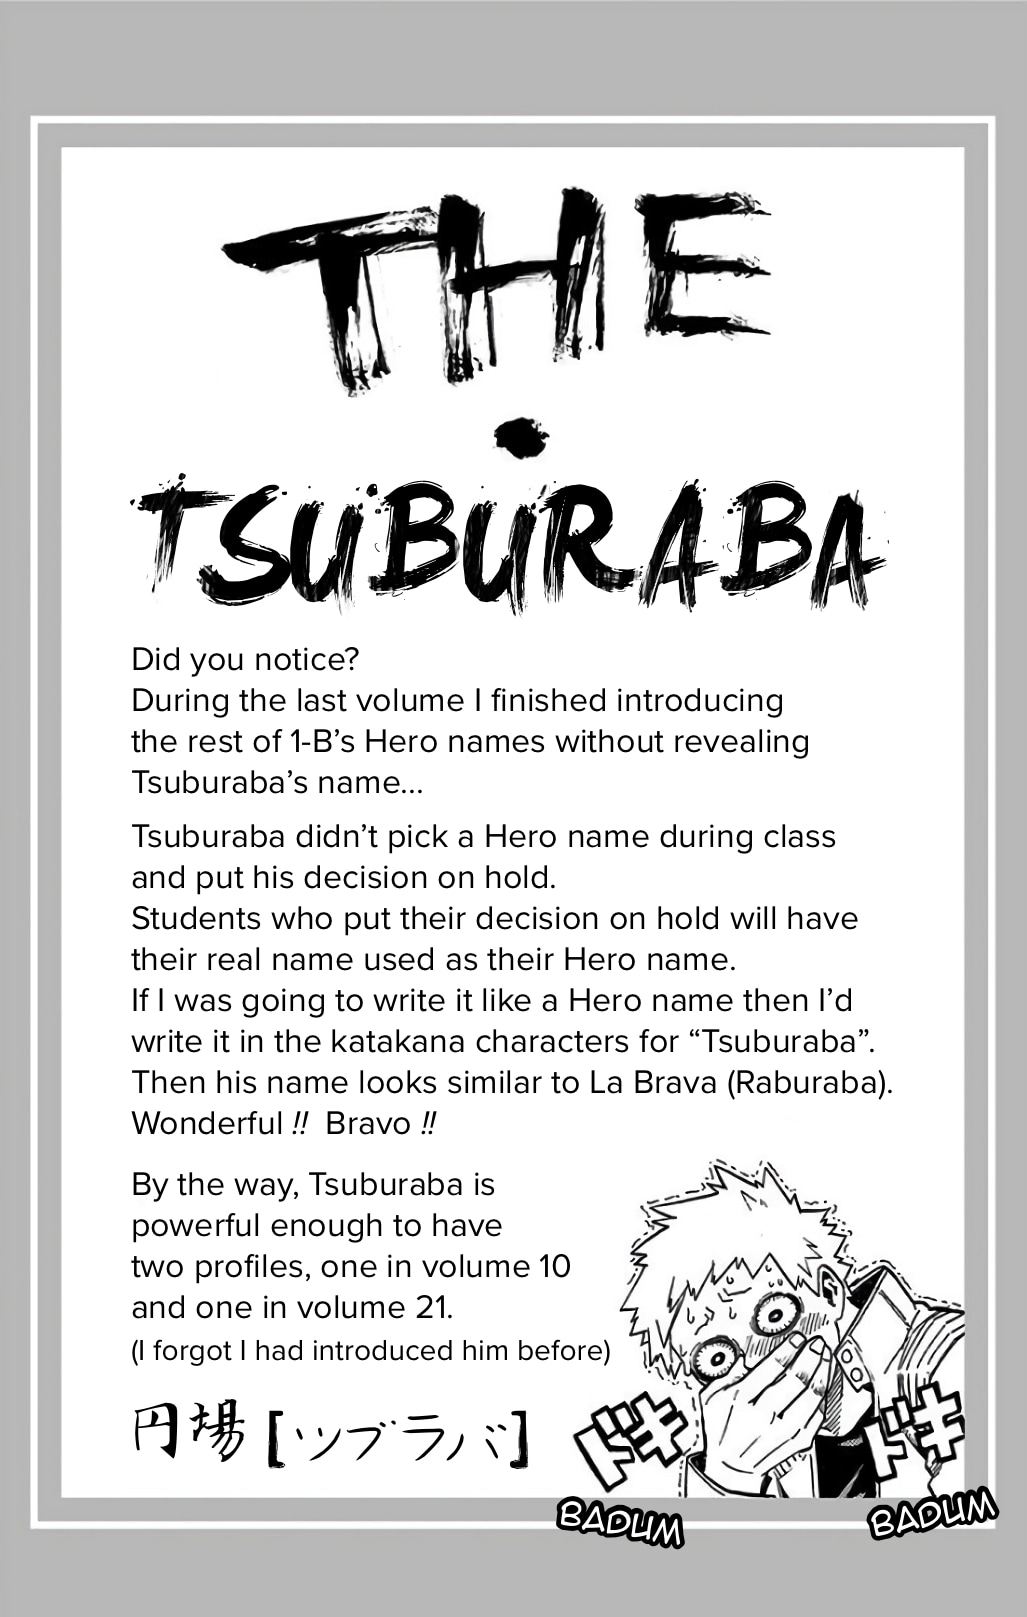 THE
•
TSUBURABA
Did you notice?
During the last volume I finished introducing
the rest of 1-B’s Hero names without revealing
Tsuburaba’s name...
Tsuburaba didn’t pick a Hero name during class
and put his decision on hold.
Students who put their decision on hold will have
their real name used as their Hero name.
If I was going to write it like a Hero name then I’d
write it in the katakana characters for “Tsuburaba”.
Then his name looks similar to La Brava (Raburaba).
Wonderful !! Bravo !!
By the way, Tsuburaba is
powerful enough to have
two profiles, one in volume 10
and one in volume 21.
(I forgot I had introduced him before)
円場 [ツブラバ]
ドキ
ドキ
BADUM
BADUM